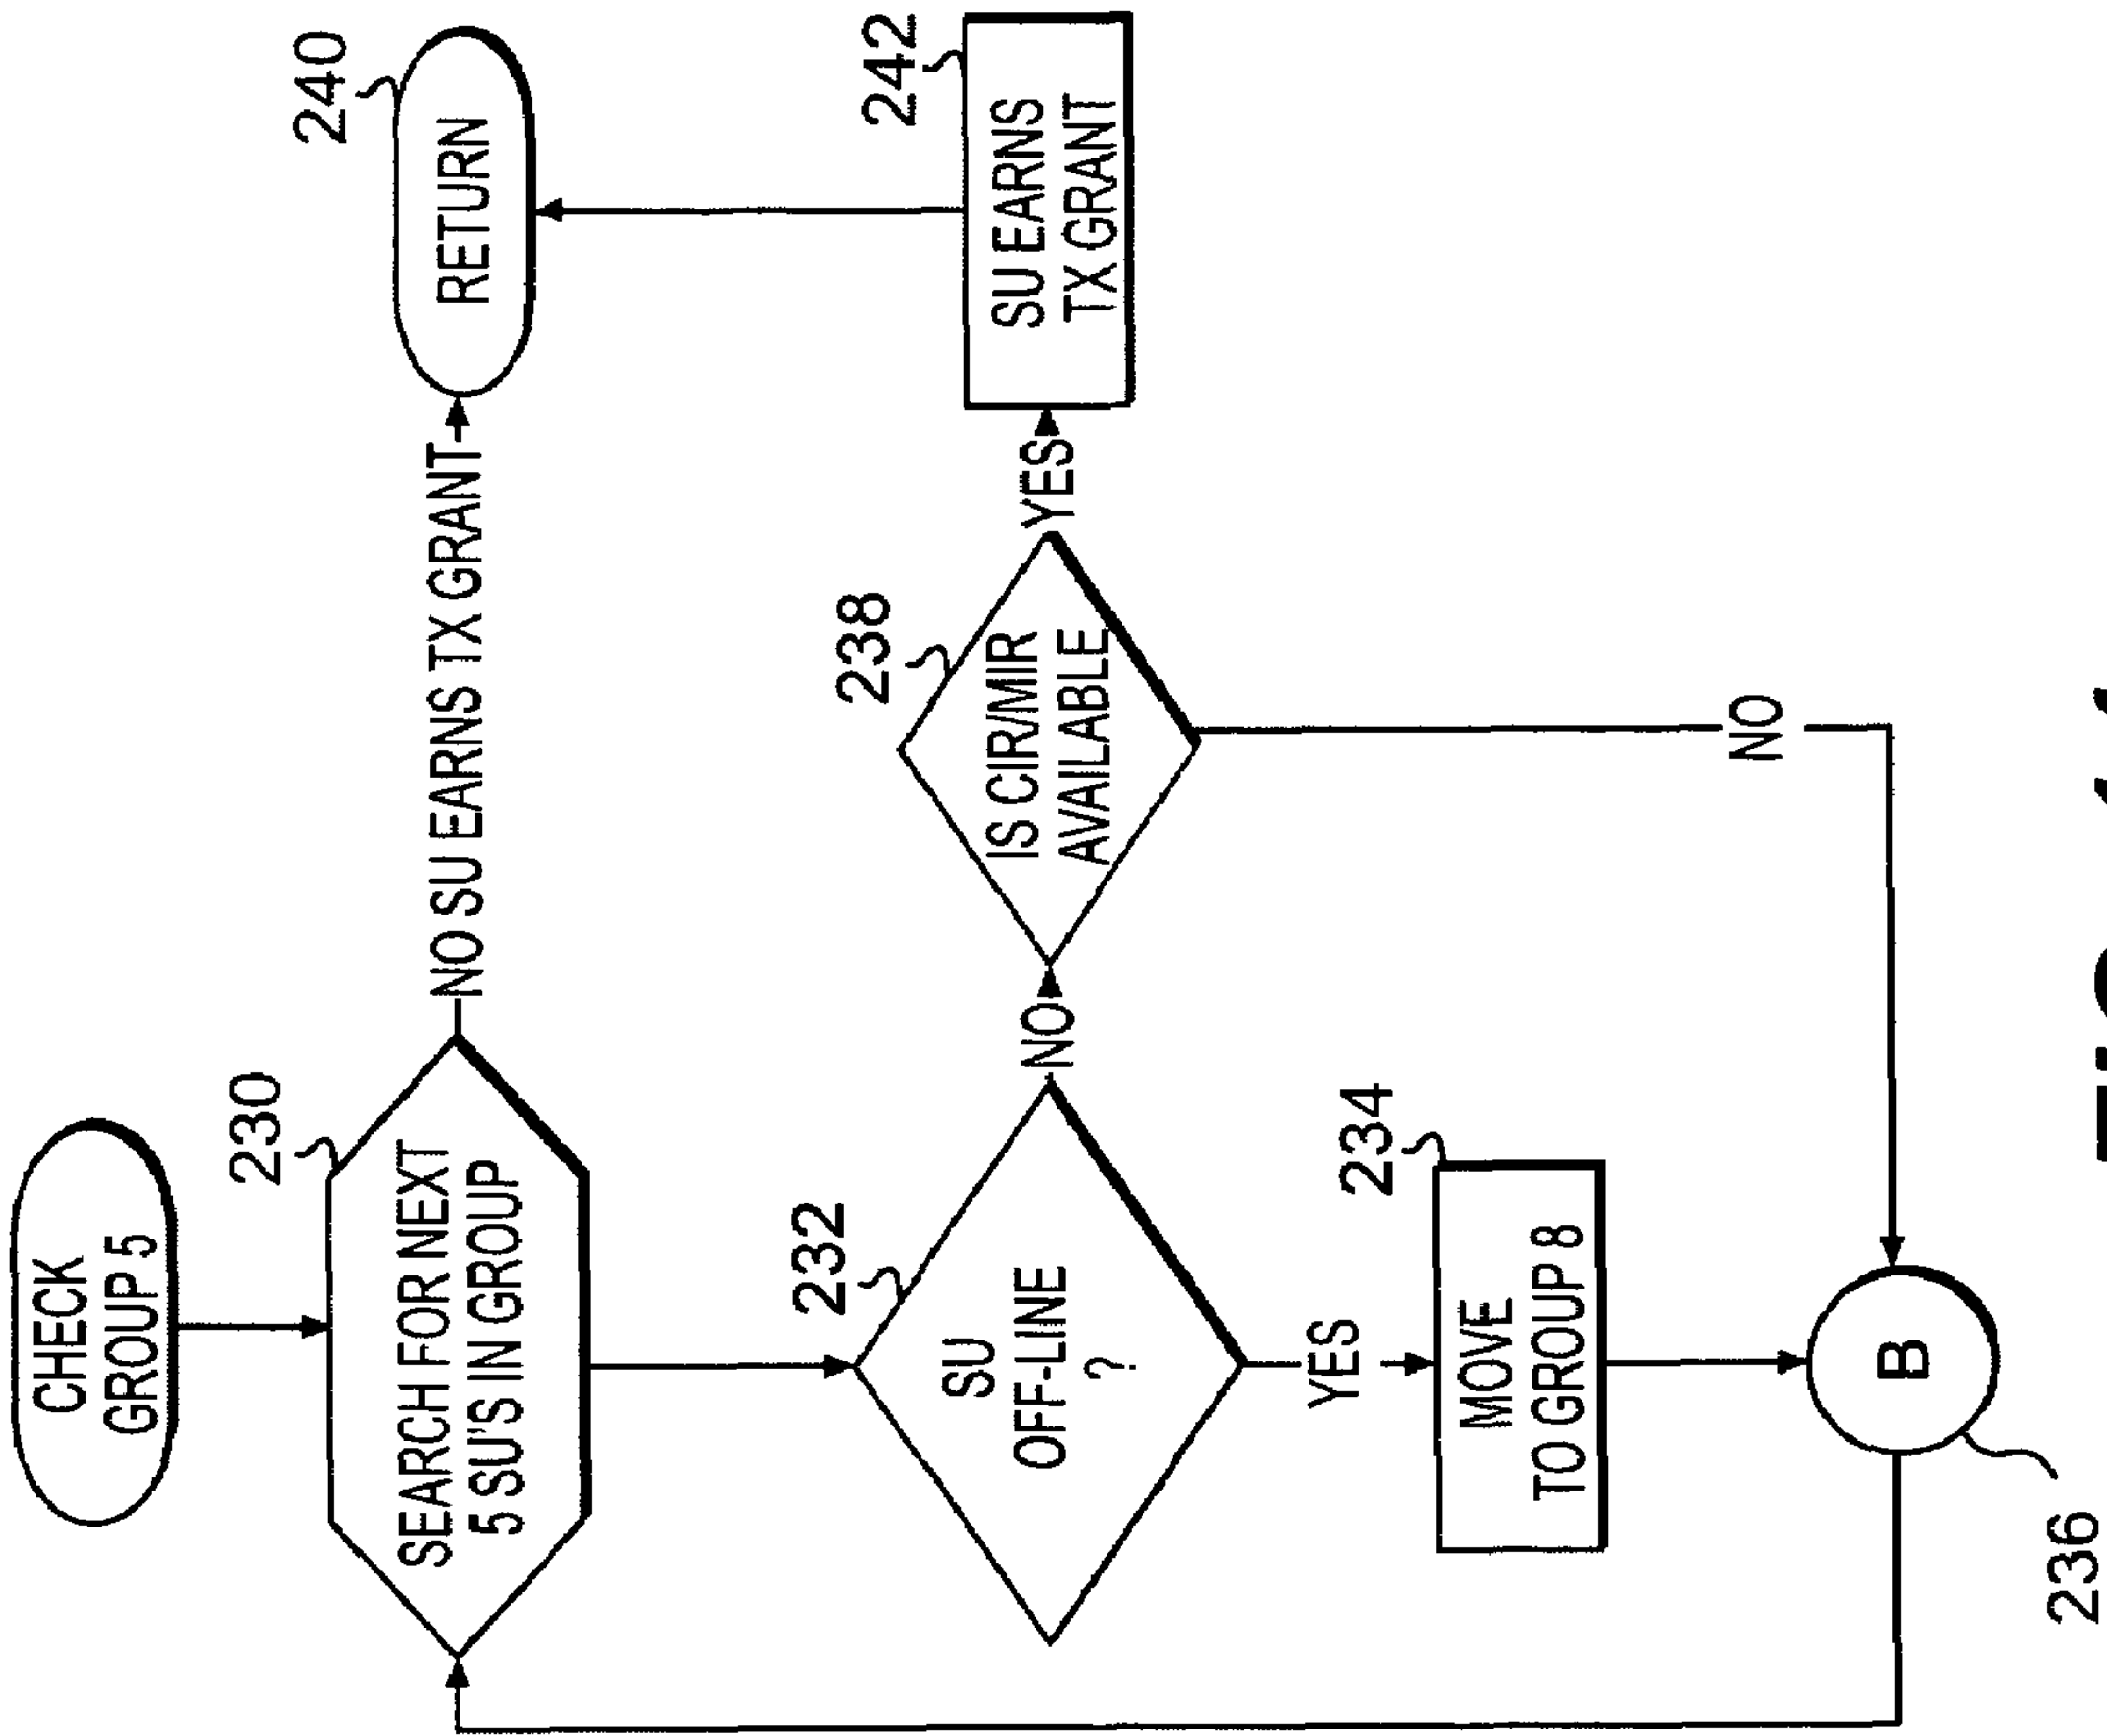 CHECK
GROUP 5
230
SEARCH FOR NEXT
5 SU'S IN GROUP
NO SU EARNS TX GRANT
240
RETURN
232
SU
OFF-LINE
?
NO
238
IS CIR/MIR
AVAILABLE
YES
242
SU EARNS
TX GRANT
YES
234
MOVE
TO GROUP 8
NO
B
236